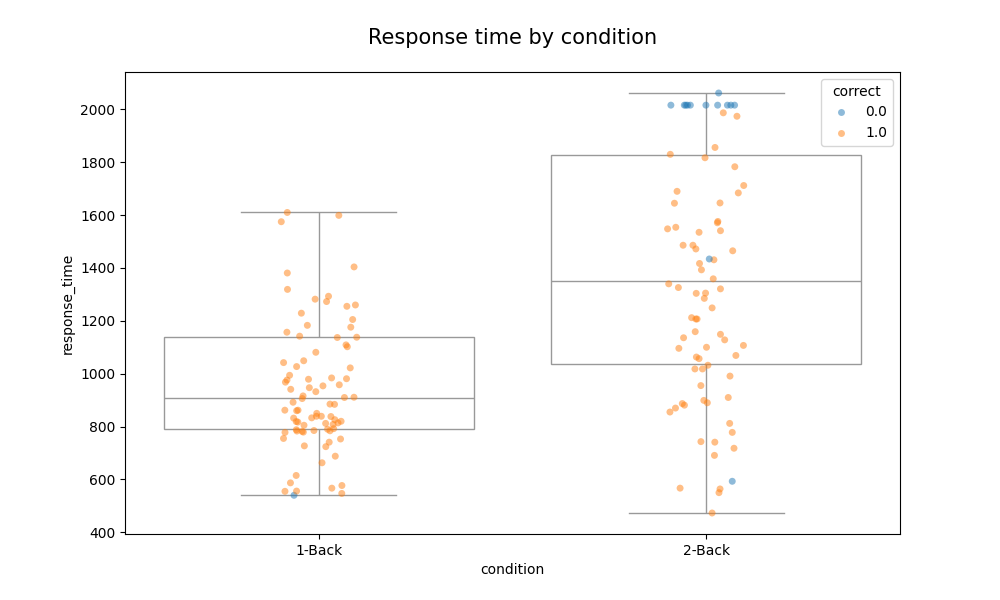 Response time by condition
correct
0.0
1.0
response_time
2000
1800
1600
1400
1200
1000
800
600
400
1-Back
2-Back
condition